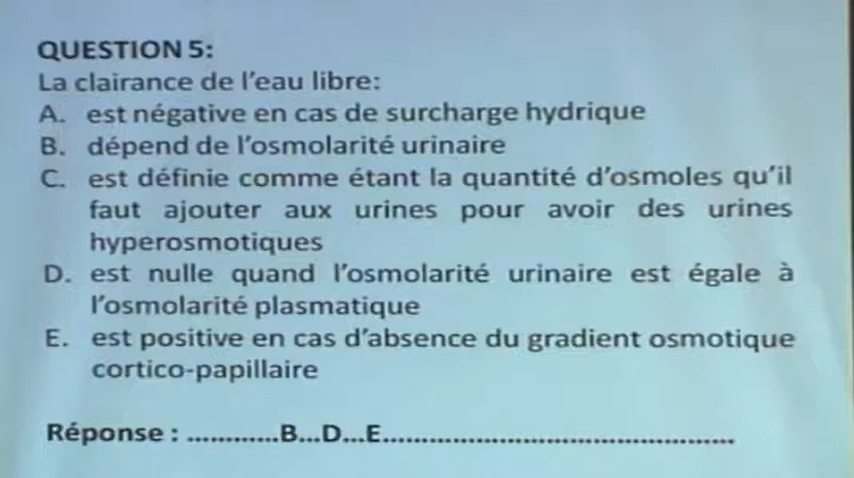 QUESTION 5:
La clairance de l'eau libre:
A. est négative en cas de surcharge hydrique
B. dépend de l'osmolarité urinaire
C. est définie comme étant la quantité d'osmoles qu'il
faut ajouter aux urines pour avoir des urines
hyperosmotiques
D. est nulle quand l'osmolarité urinaire est égale à
l'osmolarité plasmatique
E. est positive en cas d'absence du gradient osmotique
cortico-papillaire
Réponse : ............B...D...E.............................................